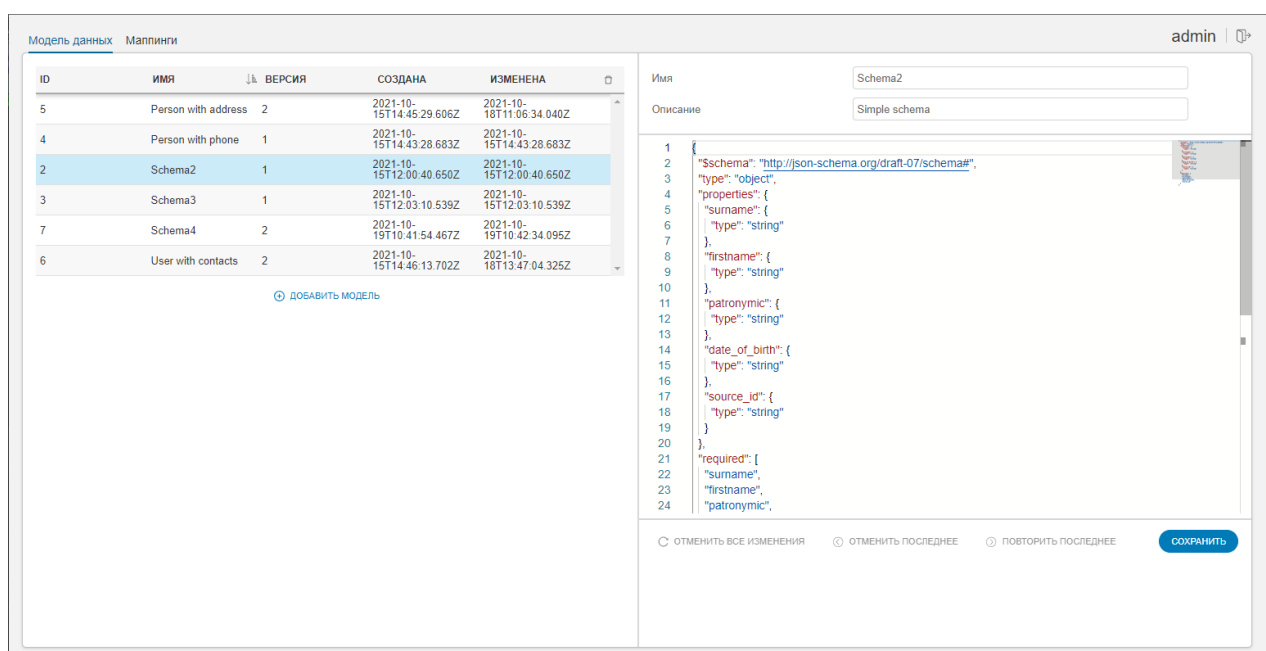 Модель данных Маппинги admin
ID ИМЯ ВЕРСИЯ СОЗДАНА ИЗМЕНЕНА
5 Person with address 2 2021-10-15T14:45:29.606Z 2021-10-18T11:06:34.040Z
4 Person with phone 1 2021-10-15T14:43:28.683Z 2021-10-15T14:43:28.683Z
2 Schema2 1 2021-10-15T12:00:40.650Z 2021-10-15T12:00:40.650Z
3 Schema3 1 2021-10-15T12:03:10.539Z 2021-10-15T12:03:10.539Z
7 Schema4 2 2021-10-19T10:41:54.467Z 2021-10-19T10:42:34.095Z
6 User with contacts 2 2021-10-15T14:46:13.702Z 2021-10-18T13:47:04.325Z
ДОБАВИТЬ МОДЕЛЬ
Имя Schema2
Описание Simple schema
1 {
2 "$schema": "http://json-schema.org/draft-07/schema#",
3 "type": "object",
4 "properties": {
5 "surname": {
6 "type": "string"
7 },
8 "firstname": {
9 "type": "string"
10 },
11 "patronymic": {
12 "type": "string"
13 },
14 "date_of_birth": {
15 "type": "string"
16 },
17 "source_id": {
18 "type": "string"
19 }
20 },
21 "required": [
22 "surname",
23 "firstname",
24 "patronymic",
ОТМЕНИТЬ ВСЕ ИЗМЕНЕНИЯ ОТМЕНИТЬ ПОСЛЕДНЕЕ ПОВТОРИТЬ ПОСЛЕДНЕЕ СОХРАНИТЬ